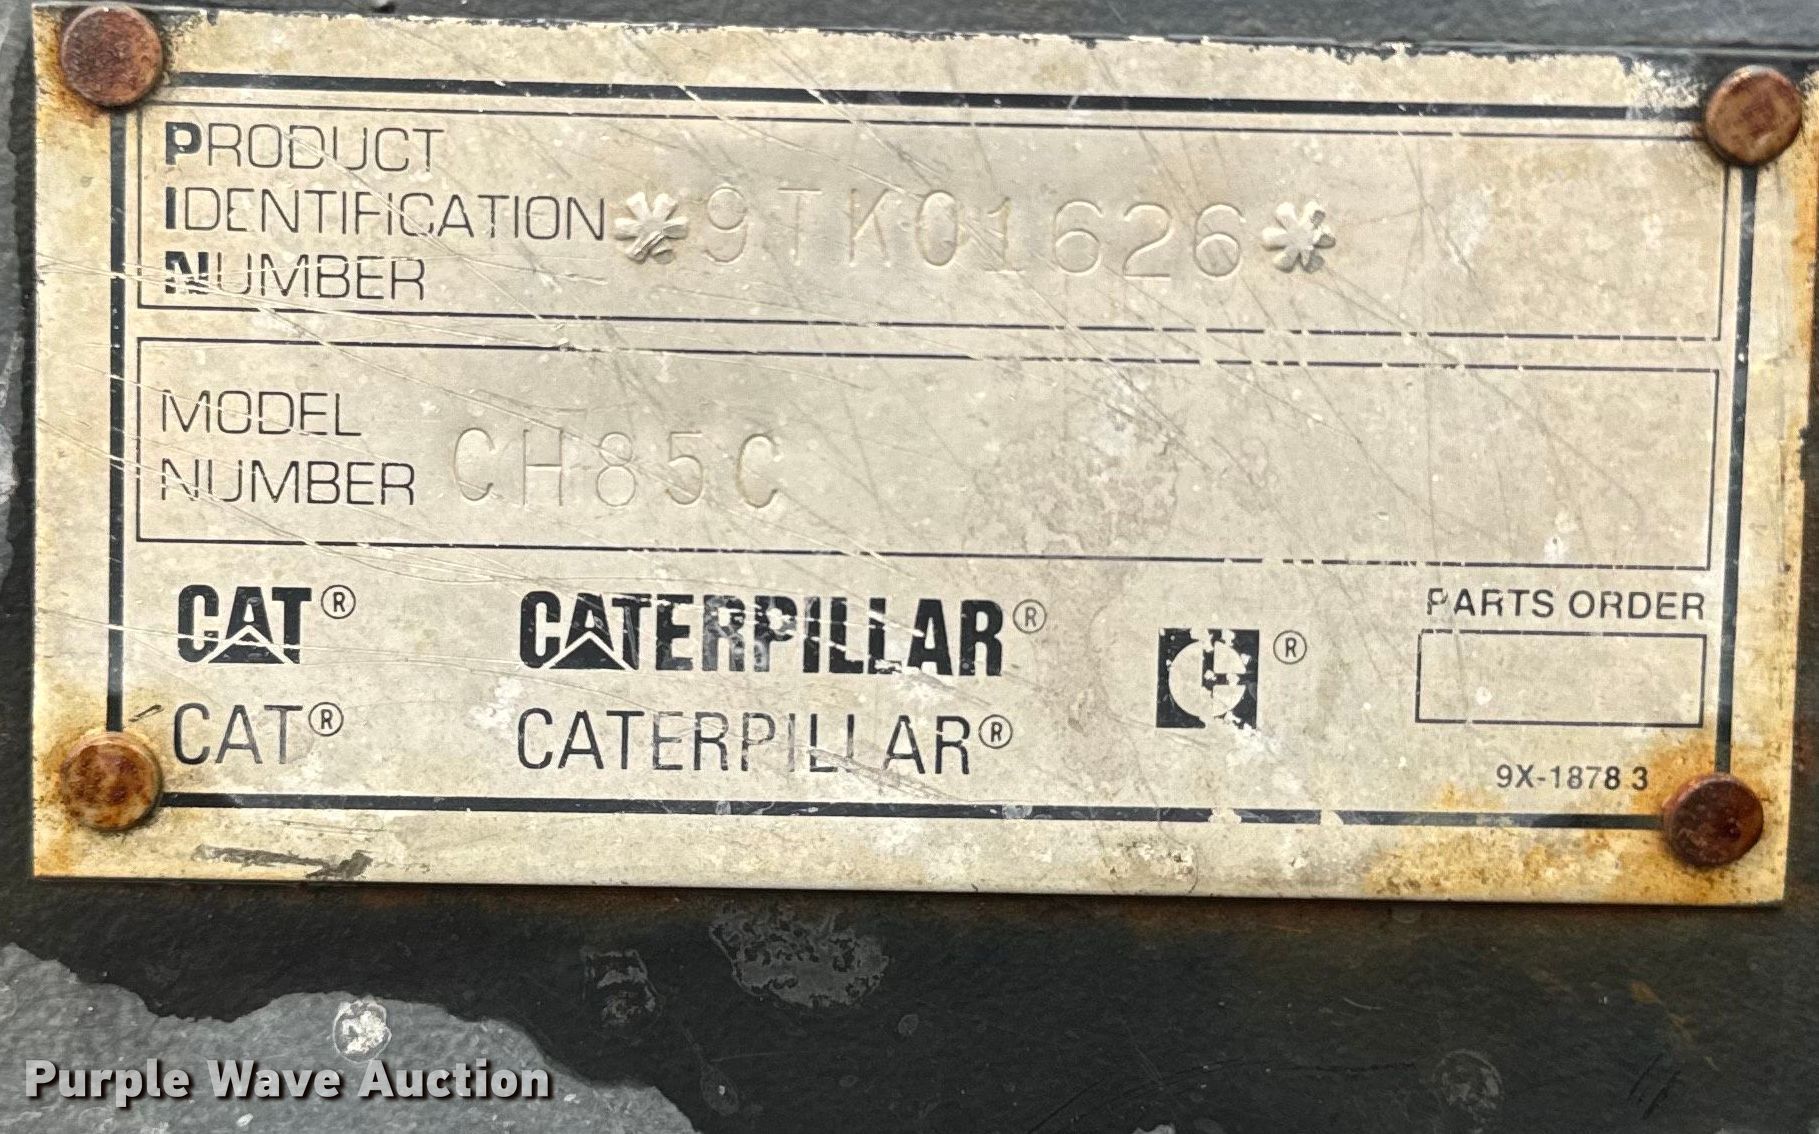 PRODUCT
IDENTIFICATION *9TK01626*
NUMBER
MODEL
NUMBER CH85C
CAT® CATERPILLAR® ®
CAT® CATERPILLAR®
PARTS ORDER
9X-1878 3
Purple Wave Auction